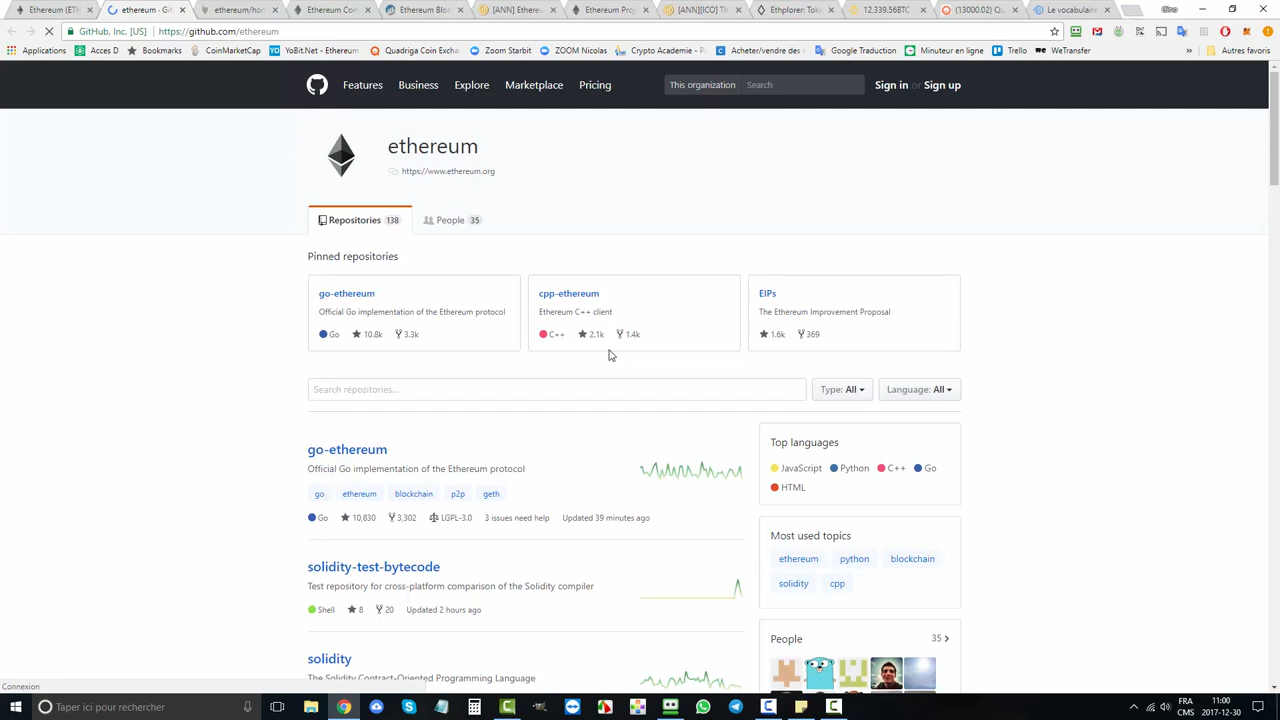 Ethereum (ETH
ethereum · Git
ethereum/hom
Ethereum Con
Ethereum Bloc
[ANN] Ethereu
Ethereum Proj
[ANN][ICO] Th
Ethplorer: Toke
12,339.56BTC
(13000.02) Qu
Le vocabulaire
Gino
GitHub, Inc. [US] https://github.com/ethereum
Applications Acces D Bookmarks CoinMarketCap YoBit.Net - Ethereum Quadriga Coin Exchan ZOOM Starbit ZOOM Nicolas Crypto Academie - P Acheter/vendre des Google Traduction Minuteur en ligne Trello WeTransfer » Autres favoris
Features Business Explore Marketplace Pricing This organization Search Sign in or Sign up
ethereum
https://www.ethereum.org
Repositories 138 People 35
Pinned repositories
go-ethereum
Official Go implementation of the Ethereum protocol
Go 10.8k 3.3k
cpp-ethereum
Ethereum C++ client
C++ 2.1k 1.4k
EIPs
The Ethereum Improvement Proposal
1.6k 369
Search repositories... Type: All Language: All
go-ethereum
Official Go implementation of the Ethereum protocol
go ethereum blockchain p2p geth
Go 10,830 3,302 LGPL-3.0 3 issues need help Updated 39 minutes ago
solidity-test-bytecode
Test repository for cross-platform comparison of the Solidity compiler
Shell 8 20 Updated 2 hours ago
solidity
The Solidity Contract-Oriented Programming Language
Top languages
JavaScript Python C++ Go
HTML
Most used topics
ethereum python blockchain
solidity cpp
People 35
Connexion
Taper ici pour rechercher
FRA
CMS
11:00
2017-12-30